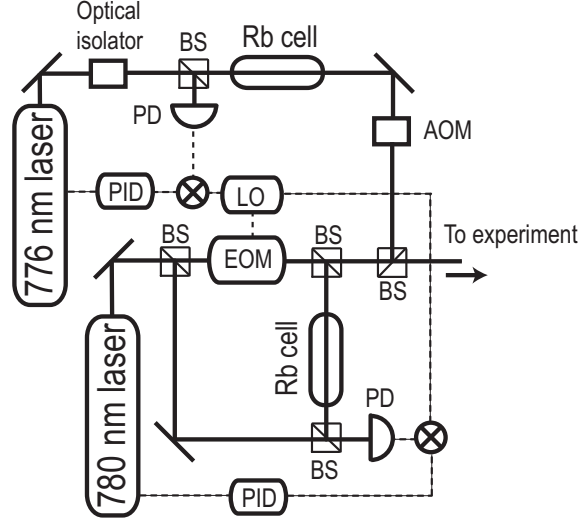 Optical
isolator
BS
Rb cell
PD
AOM
776 nm laser
PID
LO
BS
EOM
BS
To experiment
BS
Rb cell
780 nm laser
PD
BS
PID